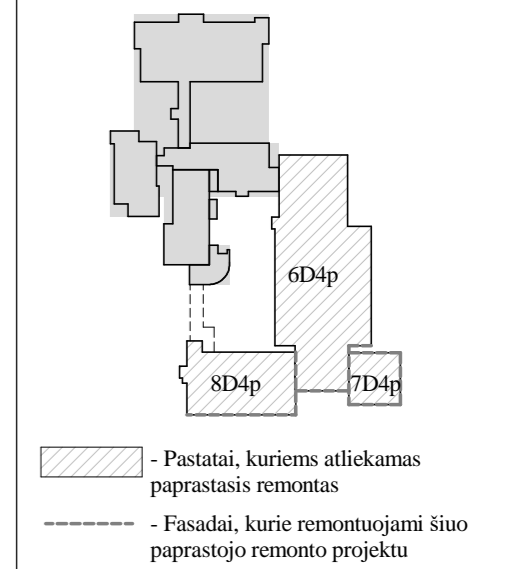 6D4p
8D4p
7D4p
- Pastatai, kuriems atliekamas
paprastasis remontas
- Fasadai, kurie remontuojami šiuo
paprastojo remonto projektu